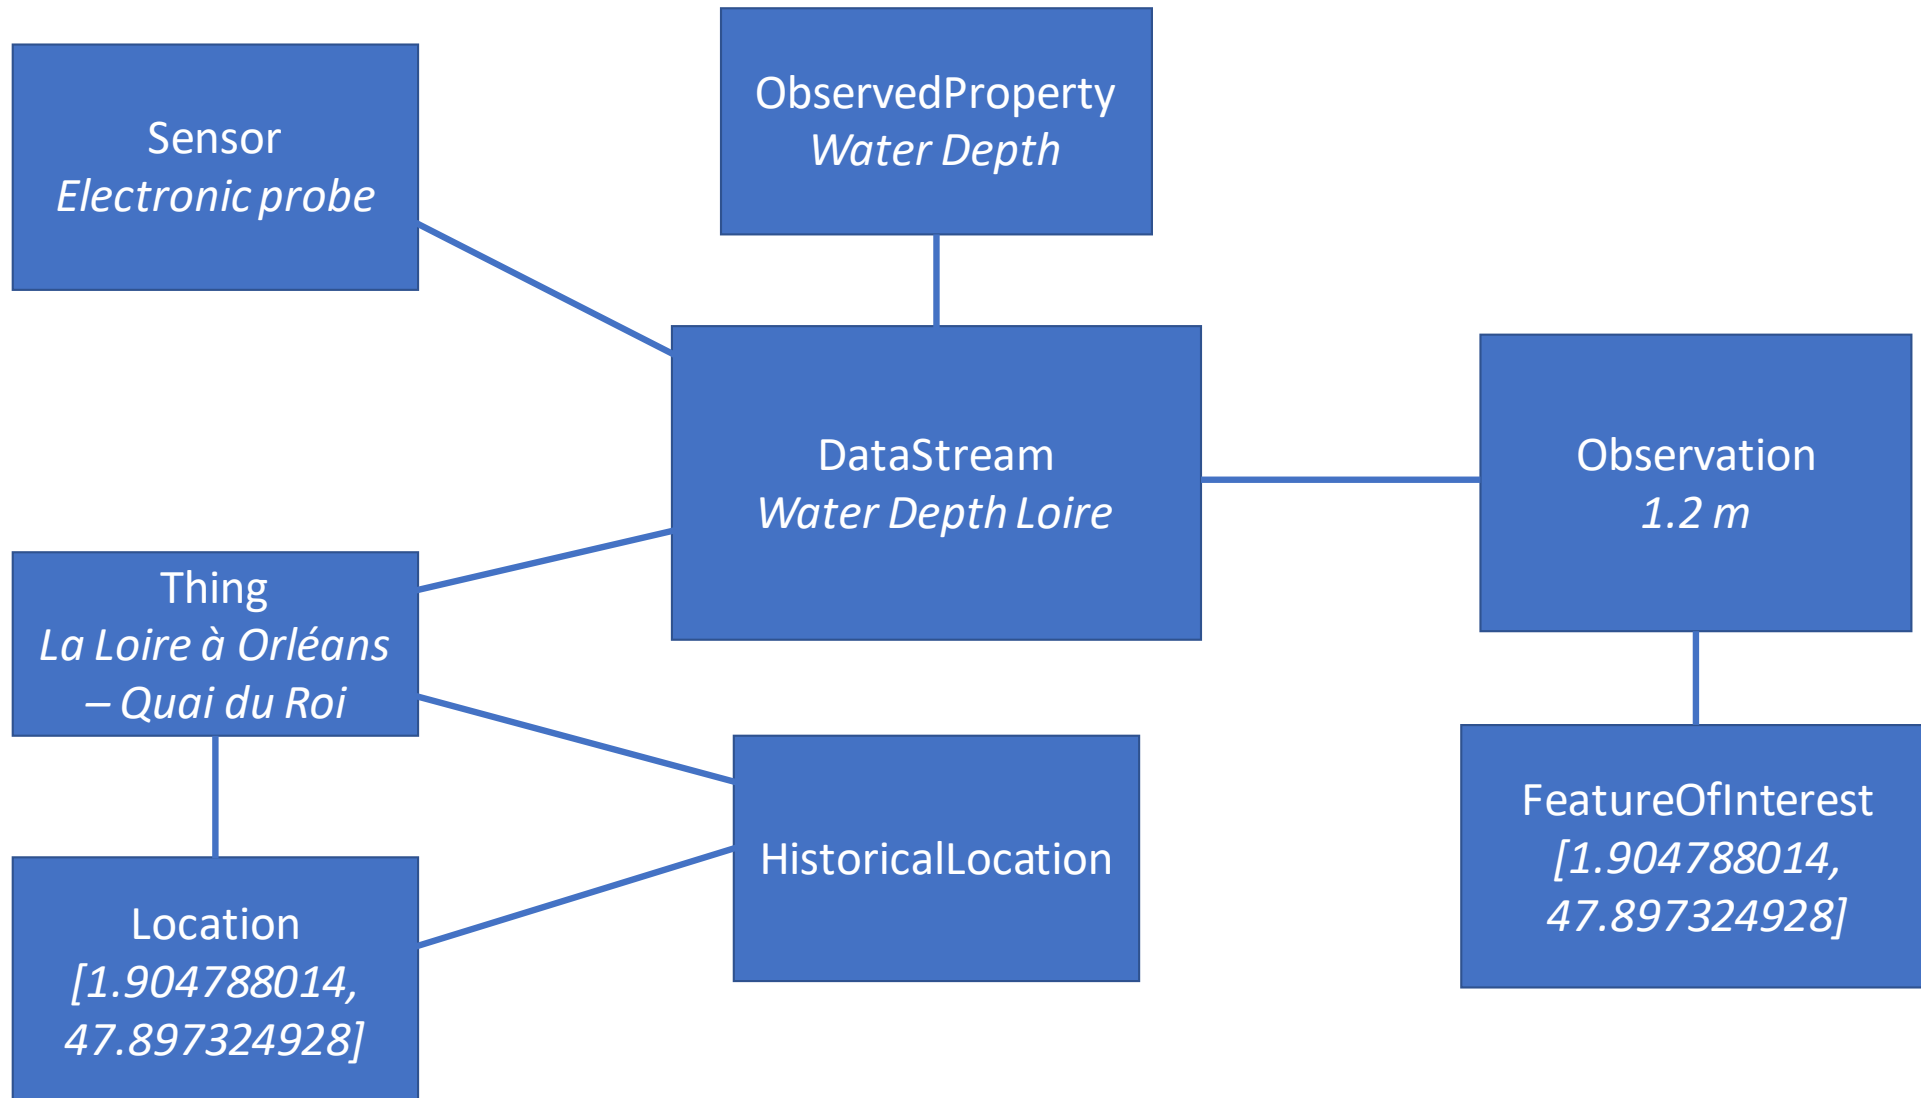 Sensor
Electronic probe
ObservedProperty
Water Depth
DataStream
Water Depth Loire
Observation
1.2 m
Thing
La Loire à Orléans
– Quai du Roi
HistoricalLocation
FeatureOfInterest
[1.904788014,
47.897324928]
Location
[1.904788014,
47.897324928]